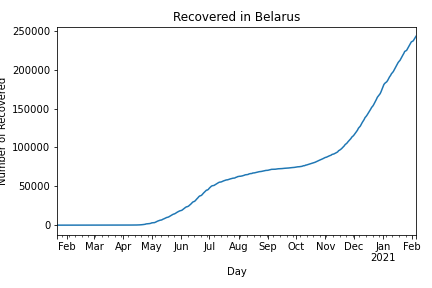 Recovered in Belarus
250000
200000
150000
100000
50000
0
Number of Recovered
Feb Mar Apr May Jun Jul Aug Sep Oct Nov Dec Jan Feb
2021
Day